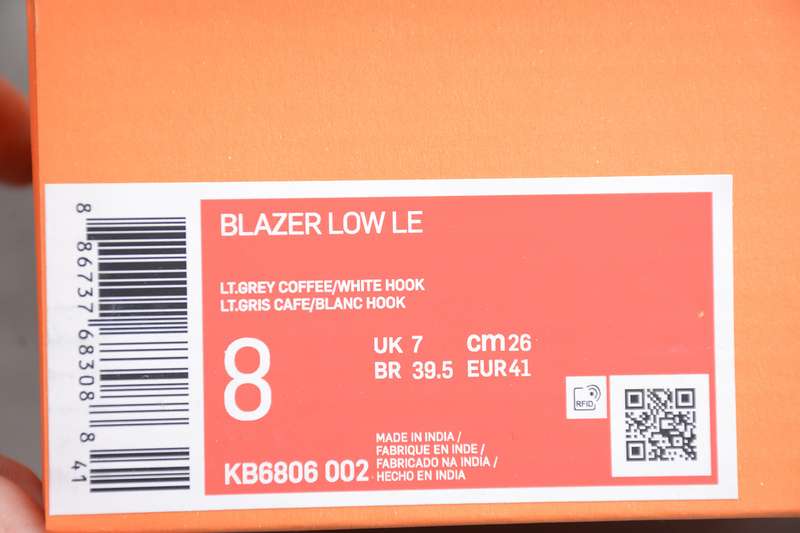 BLAZER LOW LE
LT.GREY COFFEE/WHITE HOOK
LT.GRIS CAFE/BLANC HOOK
8
UK 7 cm 26
BR 39.5 EUR 41
RFID
MADE IN INDIA /
FABRIQUE EN INDE /
FABRICADO NA INDIA /
HECHO EN INDIA
KB6806 002
8 86737 68308 8 41